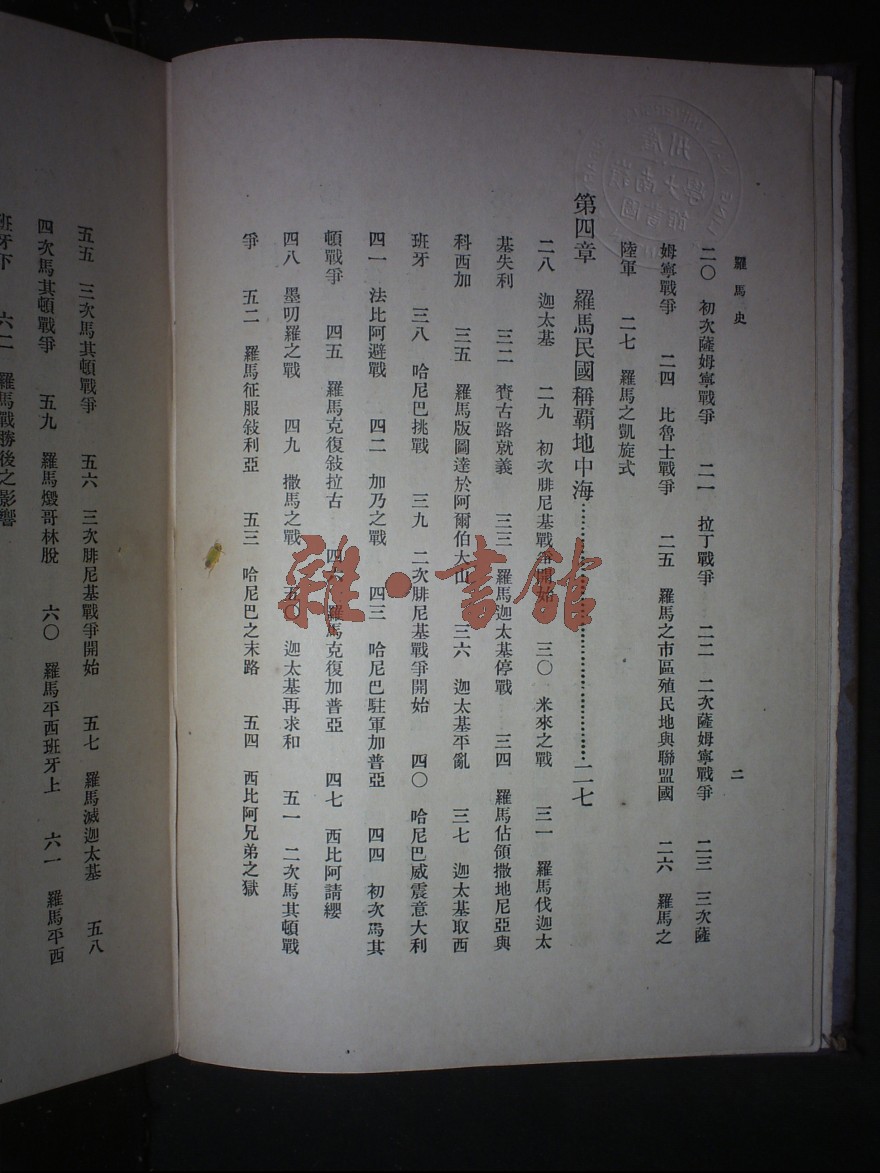 羅馬史
二
二〇 初次薩姆寧戰爭 二一 拉丁戰爭 二二 二次薩姆寧戰爭 二三 三次薩
姆寧戰爭 二四 比魯士戰爭 二五 羅馬之市區殖民地與聯盟國 二六 羅馬之
陸軍 二七 羅馬之凱旋式
第四章 羅馬民國稱霸地中海……二七
二八 迦太基 二九 初次腓尼基戰爭開始 三〇 米來之戰 三一 羅馬伐迦太
基失利 三二 賚古路就義 三三 羅馬迦太基停戰 三四 羅馬佔領撒地尼亞與
科西加 三五 羅馬版圖達於阿爾伯大山 三六 迦太基平亂 三七 迦太基取西
班牙 三八 哈尼巴挑戰 三九 二次腓尼基戰爭開始 四〇 哈尼巴威震意大利
四一 法比阿避戰 四二 加乃之戰 四三 哈尼巴駐軍加普亞 四四 初次馬其
頓戰爭 四五 羅馬克復敍拉古 四六 羅馬克復加普亞 四七 西比阿請纓
四八 墨叨羅之戰 四九 撒馬之戰 五〇 迦太基再求和 五一 二次馬其頓戰
爭 五二 羅馬征服敍利亞 五三 哈尼巴之末路 五四 西比阿兄弟之獄
五五 三次馬其頓戰爭 五六 三次腓尼基戰爭開始 五七 羅馬滅迦太基 五八
四次馬其頓戰爭 五九 羅馬燬哥林脫 六〇 羅馬平西班牙上 六一 羅馬平西
班牙下 六二 羅馬戰勝後之影響
雜·書館